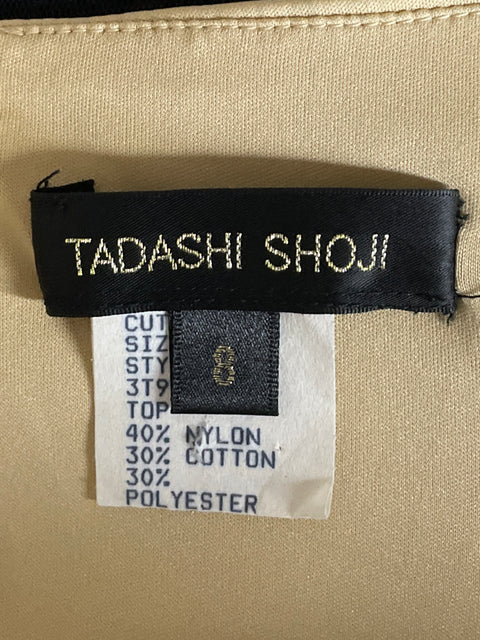 TADASHI SHOJI
8
CUT
SIZ
STY
3T9
TOP
40% NYLON
30% COTTON
30%
POLYESTER